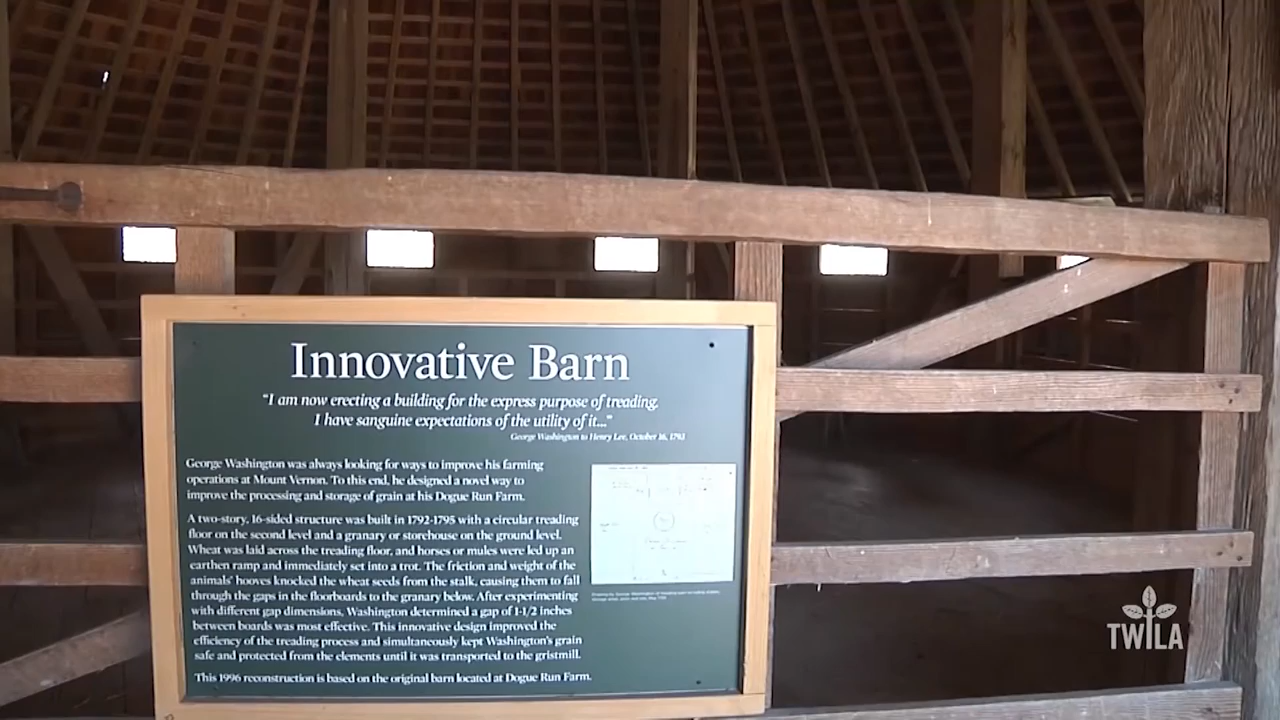 Innovative Barn
"I am now erecting a building for the express purpose of treading.
I have sanguine expectations of the utility of it..."
George Washington to Henry Lee, October 16, 1793
George Washington was always looking for ways to improve his farming
operations at Mount Vernon. To this end, he designed a novel way to
improve the processing and storage of grain at his Dogue Run Farm.
A two-story, 16-sided structure was built in 1792-1795 with a circular treading
floor on the second level and a granary or storehouse on the ground level.
Wheat was laid across the treading floor, and horses or mules were led up an
earthen ramp and immediately set into a trot. The friction and weight of the
animals' hooves knocked the wheat seeds from the stalk, causing them to fall
through the gaps in the floorboards to the granary below. After experimenting
with different gap dimensions, Washington determined a gap of 1-1/2 inches
between boards was most effective. This innovative design improved the
efficiency of the treading process and simultaneously kept Washington's grain
safe and protected from the elements until it was transported to the gristmill.
This 1996 reconstruction is based on the original barn located at Dogue Run Farm.
TWILA